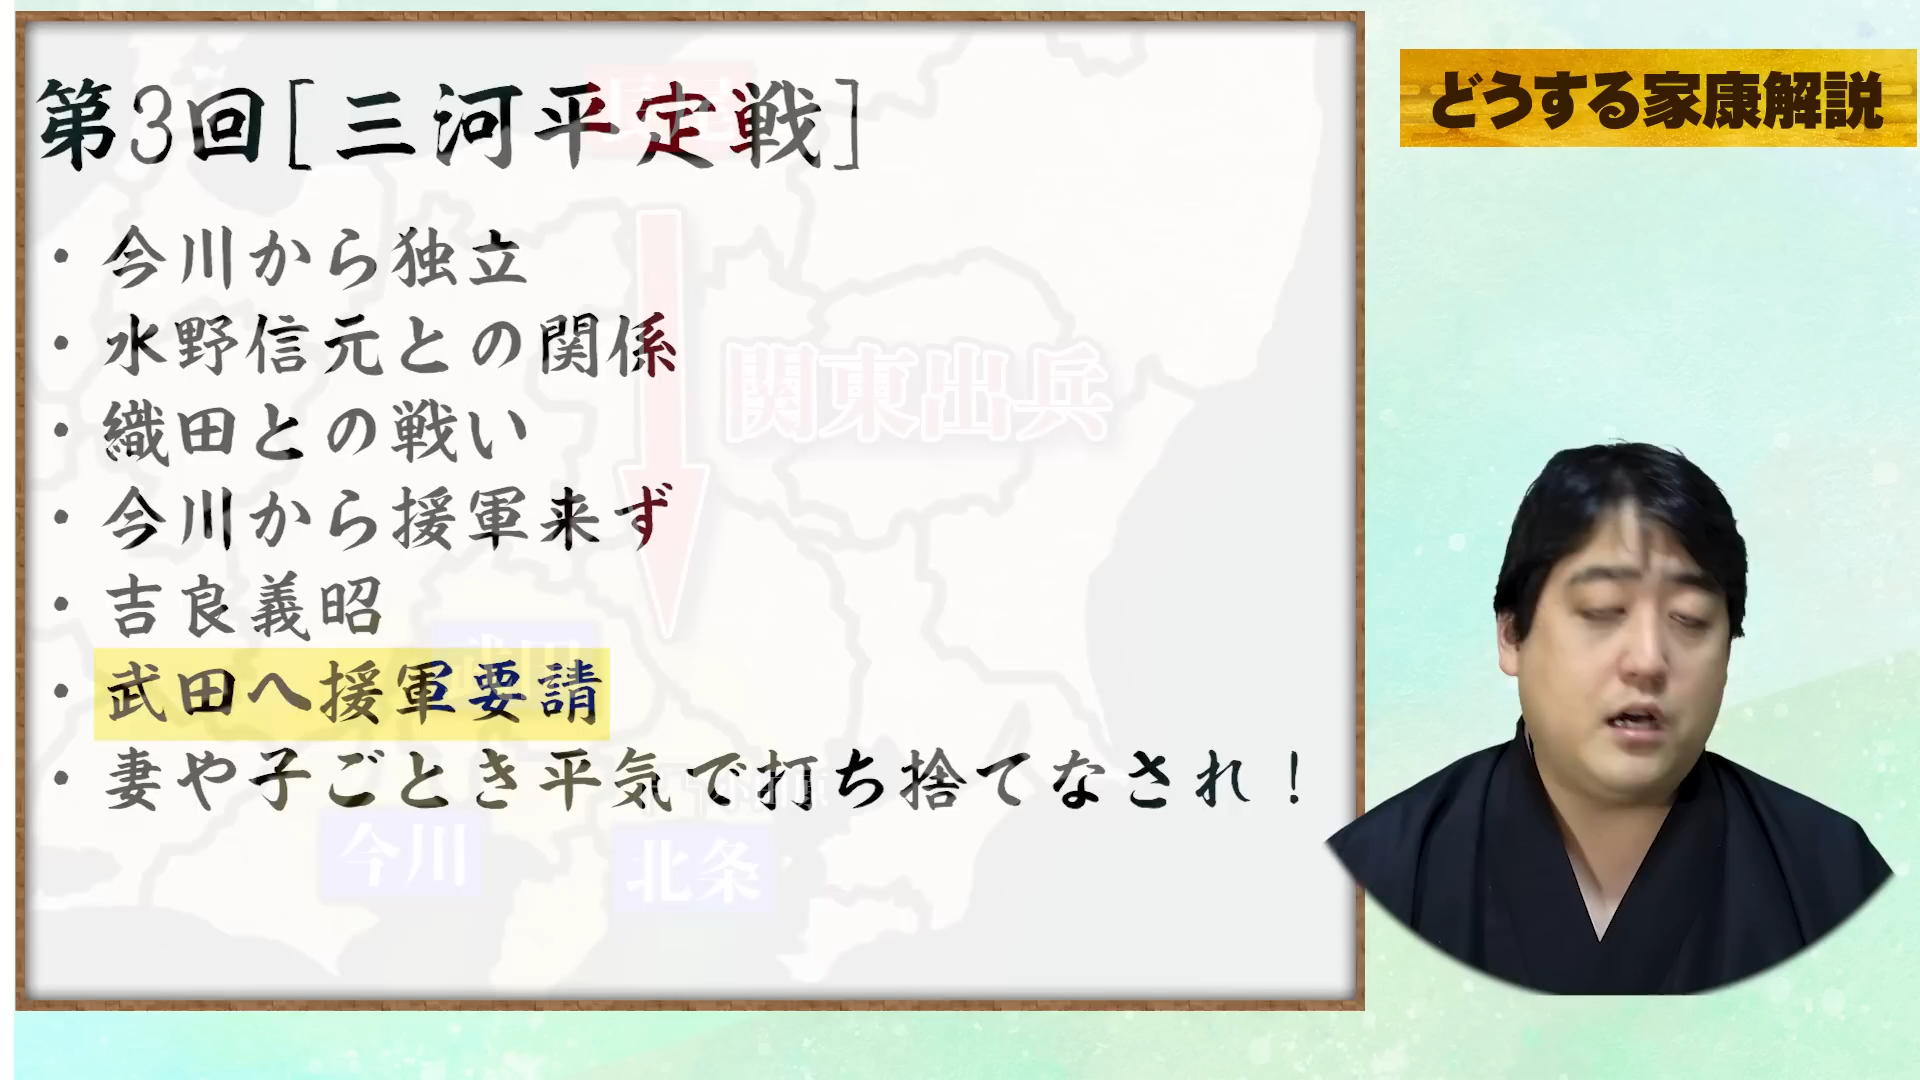 第3回[三河平定戦]
どうする家康解説
・今川から独立
・水野信元との関係
・織田との戦い
・今川から援軍来ず
・吉良義昭
・武田へ援軍要請
・妻や子ごとき平気で打ち捨てなされ！
関東出兵
武田
今川
北条